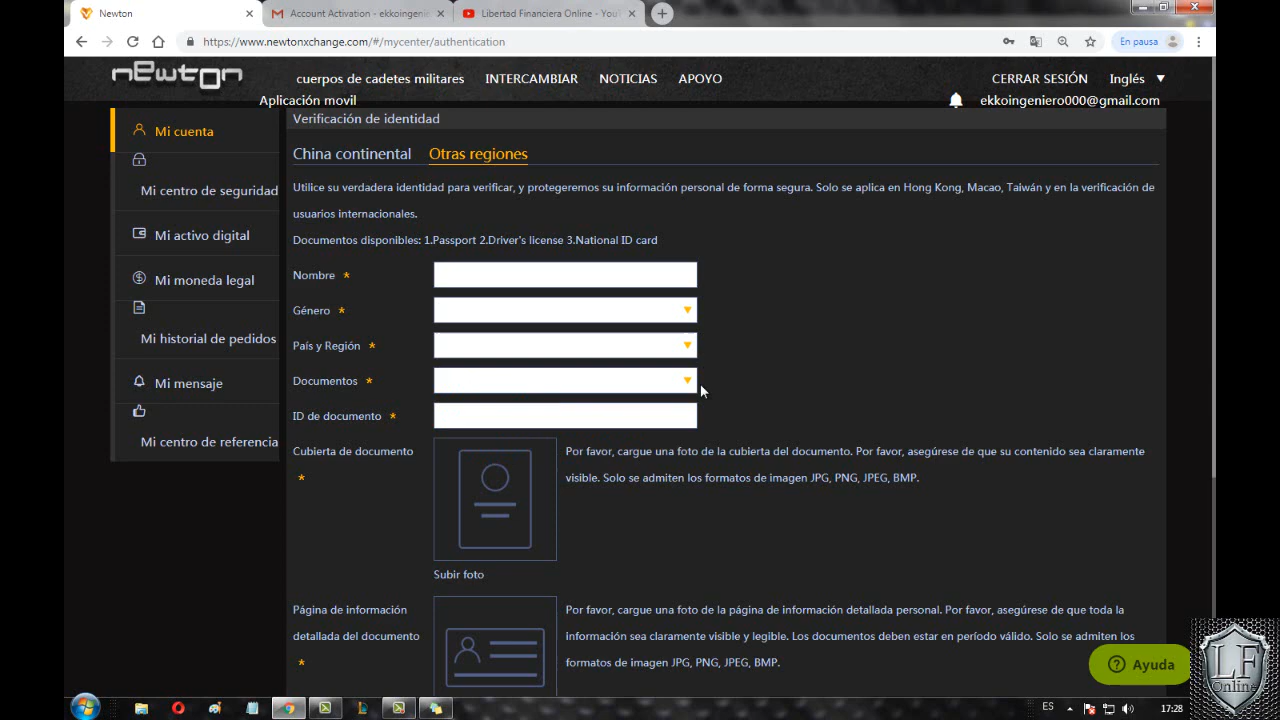 Newton
Account Activation - ekkoingenier
Libertad Financiera Online - You
https://www.newtonxchange.com/#/mycenter/authentication
En pausa
newton
cuerpos de cadetes militares INTERCAMBIAR NOTICIAS APOYO CERRAR SESIÓN Inglés
Aplicación movil ekkoingeniero000@gmail.com
Mi cuenta
Mi centro de seguridad
Mi activo digital
Mi moneda legal
Mi historial de pedidos
Mi mensaje
Mi centro de referencia
Verificación de identidad
China continental Otras regiones
Utilice su verdadera identidad para verificar, y protegeremos su información personal de forma segura. Solo se aplica en Hong Kong, Macao, Taiwán y en la verificación de
usuarios internacionales.
Documentos disponibles: 1.Passport 2.Driver's license 3.National ID card
Nombre *
Género *
País y Región *
Documentos *
ID de documento *
Cubierta de documento
*
Por favor, cargue una foto de la cubierta del documento. Por favor, asegúrese de que su contenido sea claramente
visible. Solo se admiten los formatos de imagen JPG, PNG, JPEG, BMP.
Subir foto
Página de información
detallada del documento
*
Por favor, cargue una foto de la página de información detallada personal. Por favor, asegúrese de que toda la
información sea claramente visible y legible. Los documentos deben estar en período válido. Solo se admiten los
formatos de imagen JPG, PNG, JPEG, BMP.
Ayuda
LF
Online
ES
17:28